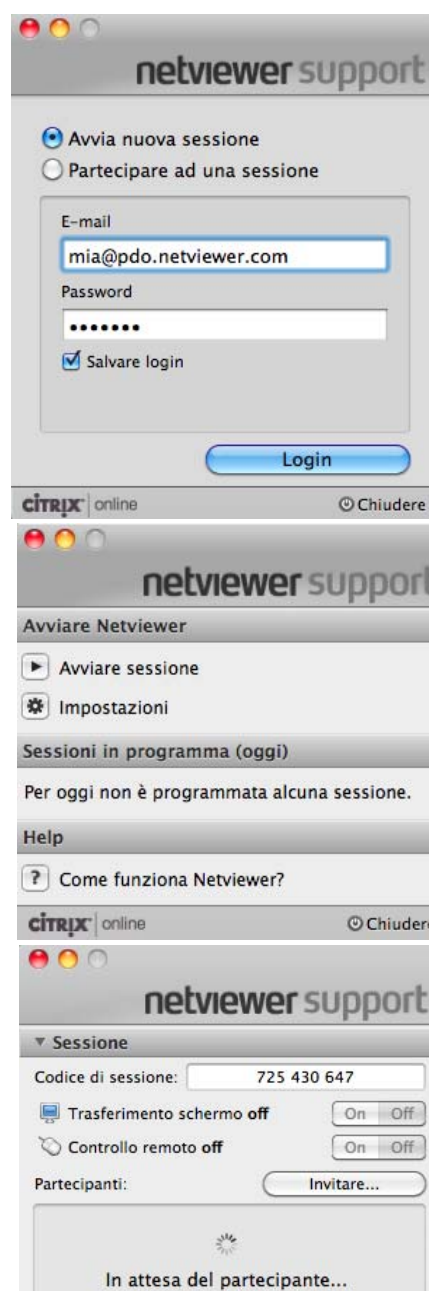 netviewer support
Avvia nuova sessione
Partecipare ad una sessione
E-mail
mia@pdo.netviewer.com
Password
•••••••
Salvare login
Login
CITRIX online
Chiudere
netviewer support
Avviare Netviewer
Avviare sessione
Impostazioni
Sessioni in programma (oggi)
Per oggi non è programmata alcuna sessione.
Help
? Come funziona Netviewer?
CITRIX online
Chiudere
netviewer support
Sessione
Codice di sessione: 725 430 647
Trasferimento schermo off On Off
Controllo remoto off On Off
Partecipanti: Invitare...
In attesa del partecipante...